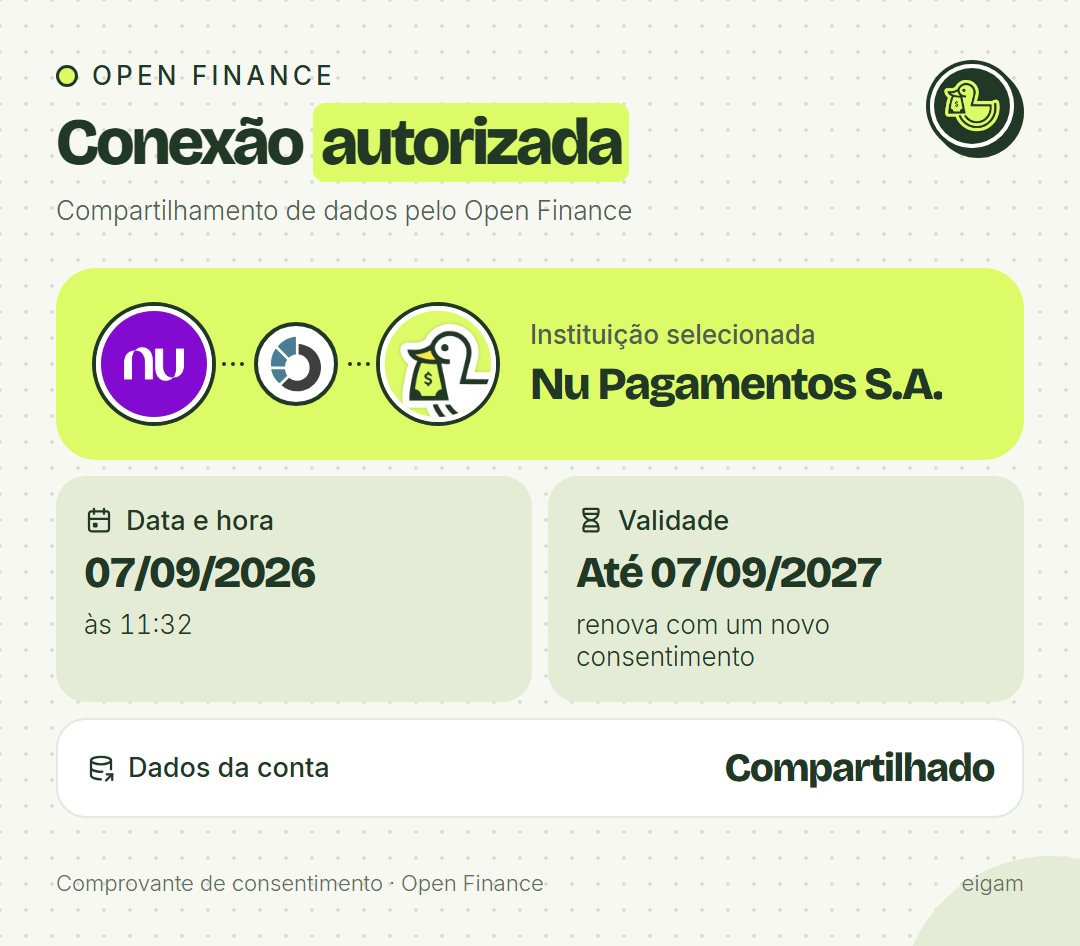 OPEN FINANCE
Conexão autorizada
Compartilhamento de dados pelo Open Finance
nu
$
$
Instituição selecionada
Nu Pagamentos S.A.
Data e hora
07/09/2026
às 11:32
Validade
Até 07/09/2027
renova com um novo
consentimento
Dados da conta
Compartilhado
Comprovante de consentimento · Open Finance
eigam